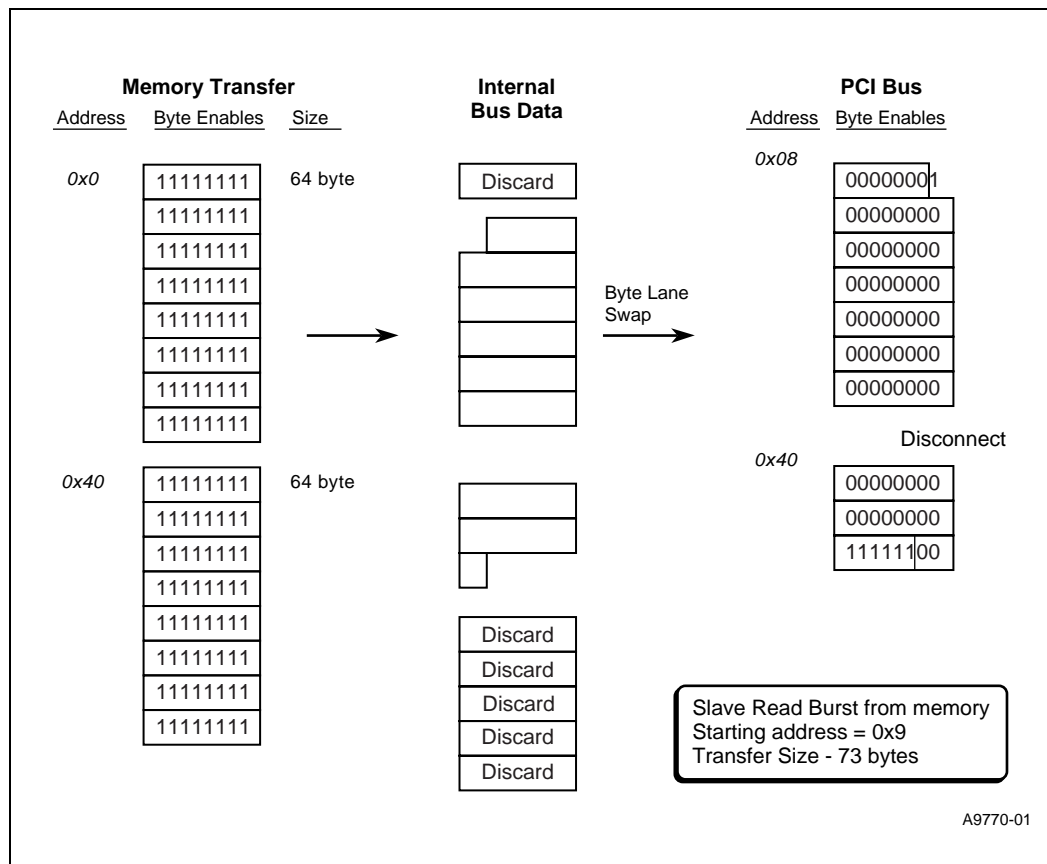 Memory Transfer
Internal
Bus Data
PCI Bus
Address Byte Enables Size
Address Byte Enables
0x0 11111111 64 byte
11111111
11111111
11111111
11111111
11111111
11111111
11111111
0x40 11111111 64 byte
11111111
11111111
11111111
11111111
11111111
11111111
11111111
Discard
Discard
Discard
Discard
Discard
Discard
Byte Lane
Swap
0x08
00000001
00000000
00000000
00000000
00000000
00000000
00000000
Disconnect
0x40
00000000
00000000
11111100
Slave Read Burst from memory
Starting address = 0x9
Transfer Size - 73 bytes
A9770-01